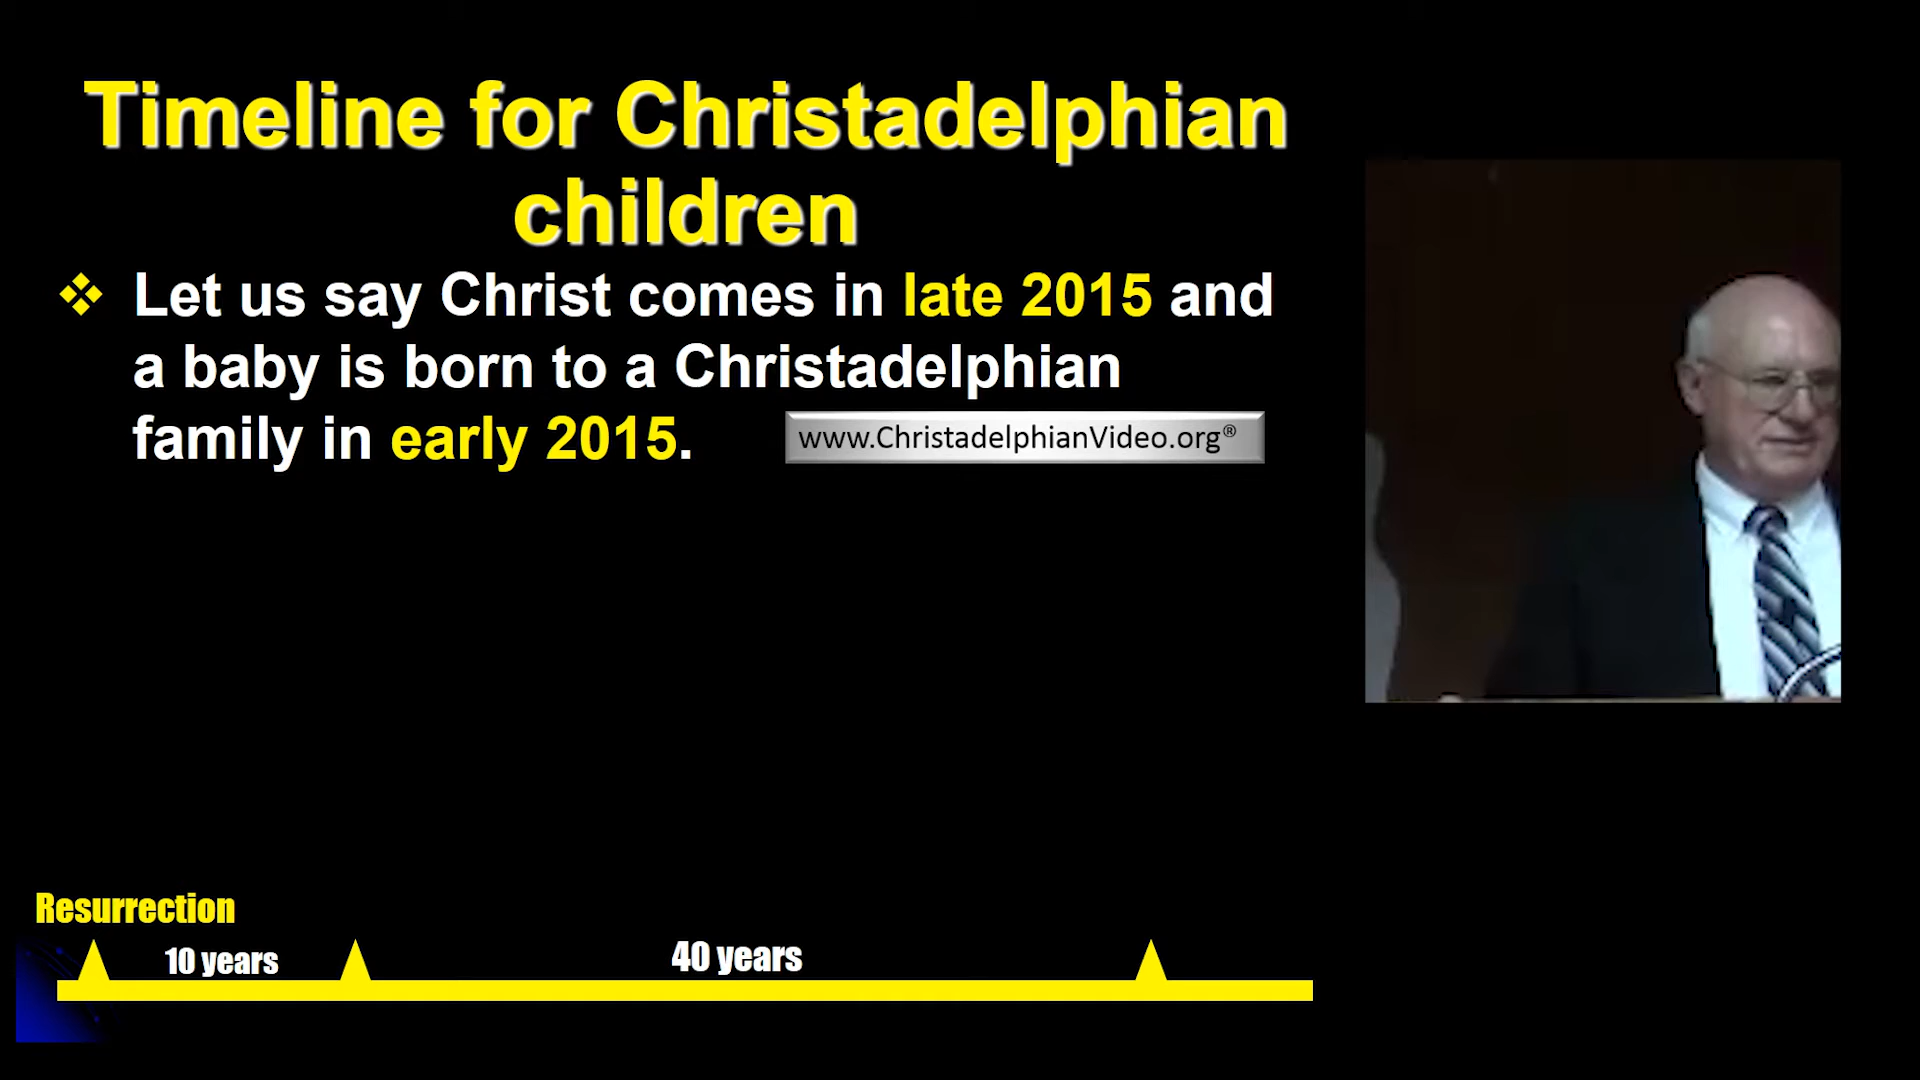 Timeline for Christadelphian
children
Let us say Christ comes in late 2015 and
a baby is born to a Christadelphian
family in early 2015.
www.ChristadelphianVideo.org®
Resurrection
10 years
40 years